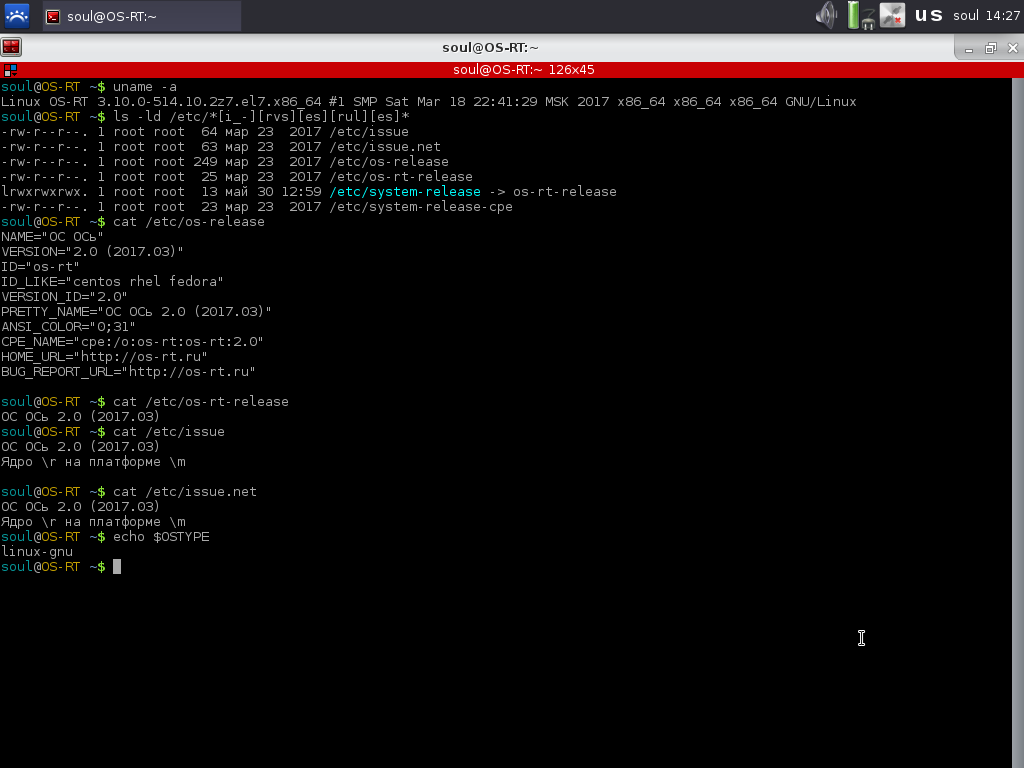 soul@OS-RT:~
us
soul 14:27
soul@OS-RT:~
soul@OS-RT:~ 126x45
soul@OS-RT ~$ uname -a
Linux OS-RT 3.10.0-514.10.2z7.el7.x86_64 #1 SMP Sat Mar 18 22:41:29 MSK 2017 x86_64 x86_64 x86_64 GNU/Linux
soul@OS-RT ~$ ls -ld /etc/*[i_-][rvs][es][rul][es]*
-rw-r--r--. 1 root root  64 мар 23  2017 /etc/issue
-rw-r--r--. 1 root root  63 мар 23  2017 /etc/issue.net
-rw-r--r--. 1 root root 249 мар 23  2017 /etc/os-release
-rw-r--r--. 1 root root  25 мар 23  2017 /etc/os-rt-release
lrwxrwxrwx. 1 root root  13 май 30 12:59 /etc/system-release -> os-rt-release
-rw-r--r--. 1 root root  23 мар 23  2017 /etc/system-release-cpe
soul@OS-RT ~$ cat /etc/os-release
NAME="ОС ОСь"
VERSION="2.0 (2017.03)"
ID="os-rt"
ID_LIKE="centos rhel fedora"
VERSION_ID="2.0"
PRETTY_NAME="ОС ОСь 2.0 (2017.03)"
ANSI_COLOR="0;31"
CPE_NAME="cpe:/o:os-rt:os-rt:2.0"
HOME_URL="http://os-rt.ru"
BUG_REPORT_URL="http://os-rt.ru"
soul@OS-RT ~$ cat /etc/os-rt-release
ОС ОСь 2.0 (2017.03)
soul@OS-RT ~$ cat /etc/issue
ОС ОСь 2.0 (2017.03)
Ядро \r на платформе \m
soul@OS-RT ~$ cat /etc/issue.net
ОС ОСь 2.0 (2017.03)
Ядро \r на платформе \m
soul@OS-RT ~$ echo $OSTYPE
linux-gnu
soul@OS-RT ~$